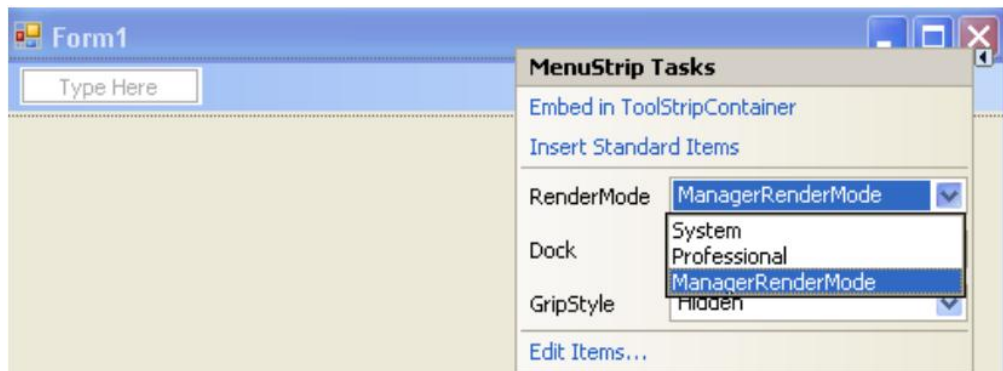 Form1
Type Here
MenuStrip Tasks
Embed in ToolStripContainer
Insert Standard Items
RenderMode ManagerRenderMode
System
Dock
Professional
ManagerRenderMode
GripStyle Hidden
Edit Items...